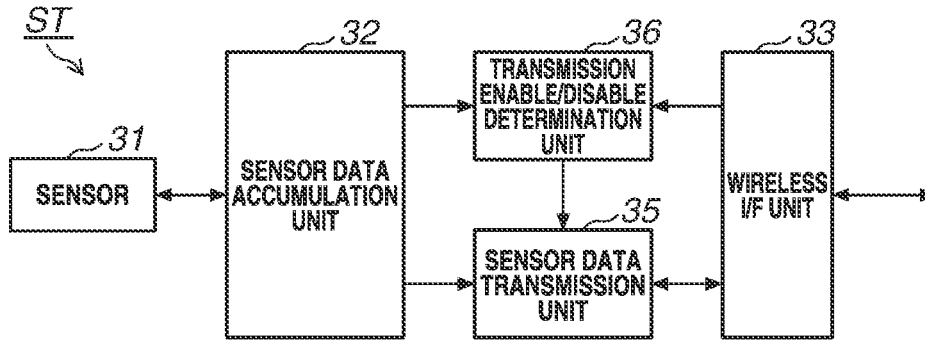 ST
32
36
33
31
SENSOR
SENSOR DATA
ACCUMULATION
UNIT
TRANSMISSION
ENABLE/DISABLE
DETERMINATION
UNIT
35
SENSOR DATA
TRANSMISSION
UNIT
WIRELESS
I/F UNIT